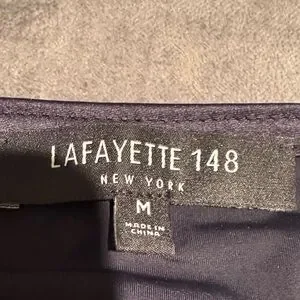 LAFAYETTE 148
NEW YORK
M
MADE IN
CHINA